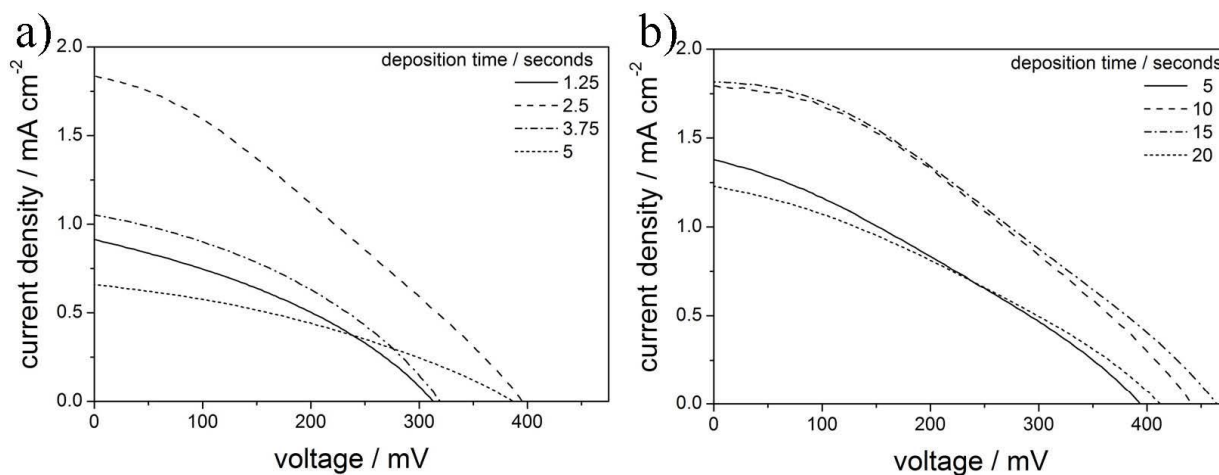 a)
deposition time / seconds
1.25
2.5
3.75
5
2.0
1.5
1.0
0.5
0.0
0 100 200 300 400
current density / mA cm⁻²
voltage / mV
b)
deposition time / seconds
5
10
15
20
2.0
1.5
1.0
0.5
0.0
0 100 200 300 400
current density / mA cm⁻²
voltage / mV